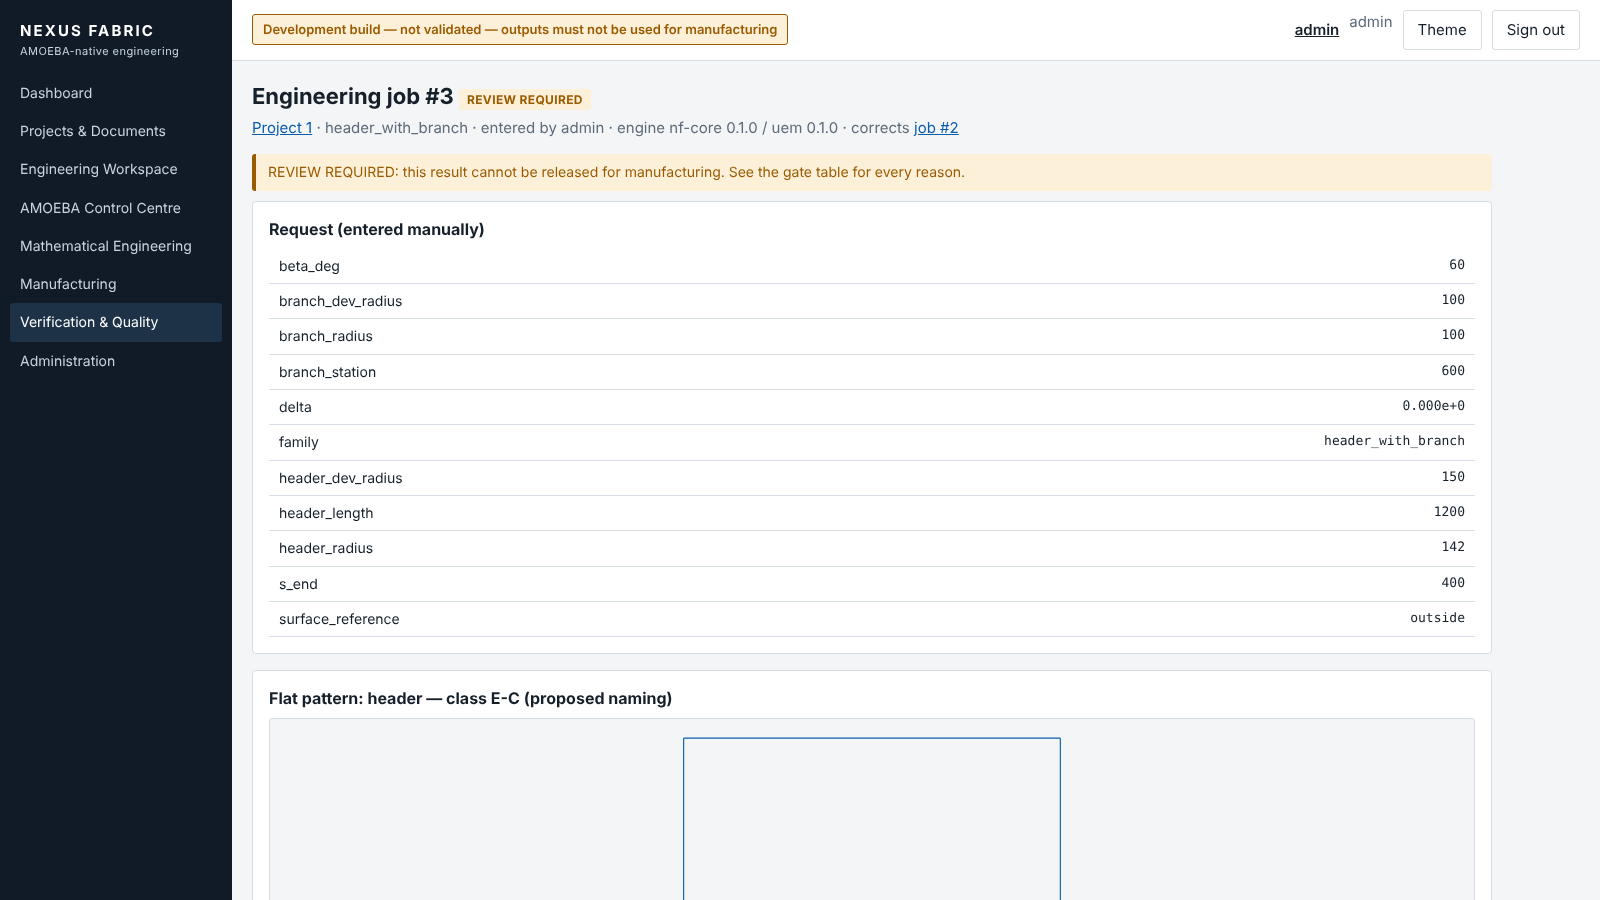 NEXUS FABRIC
AMOEBA-native engineering
Dashboard
Projects & Documents
Engineering Workspace
AMOEBA Control Centre
Mathematical Engineering
Manufacturing
Verification & Quality
Administration
Development build — not validated — outputs must not be used for manufacturing
admin admin Theme Sign out
Engineering job #3 REVIEW REQUIRED
Project 1 · header_with_branch · entered by admin · engine nf-core 0.1.0 / uem 0.1.0 · corrects job #2
REVIEW REQUIRED: this result cannot be released for manufacturing. See the gate table for every reason.
Request (entered manually)
beta_deg 60
branch_dev_radius 100
branch_radius 100
branch_station 600
delta 0.000e+0
family header_with_branch
header_dev_radius 150
header_length 1200
header_radius 142
s_end 400
surface_reference outside
Flat pattern: header — class E-C (proposed naming)